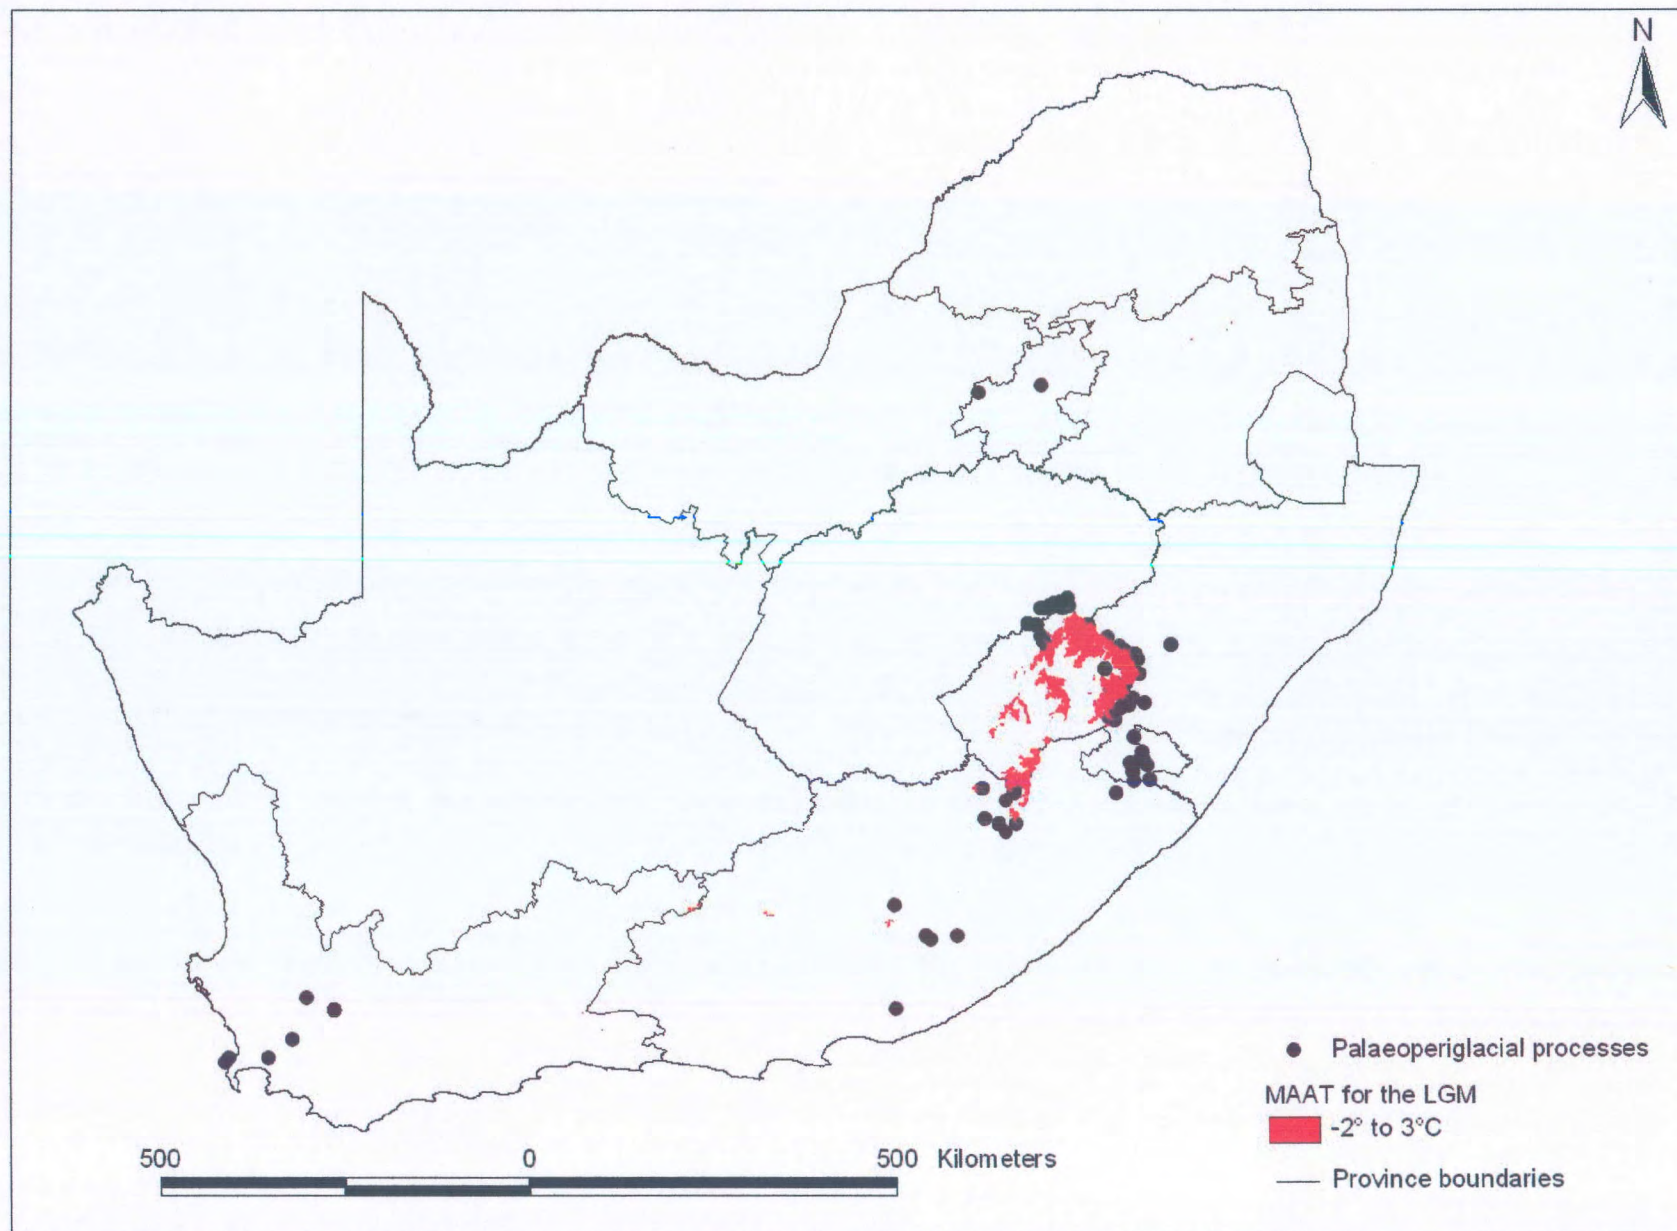 N
Palaeoperiglacial processes
MAAT for the LGM
-2° to 3°C
Province boundaries
500 0 500 Kilometers